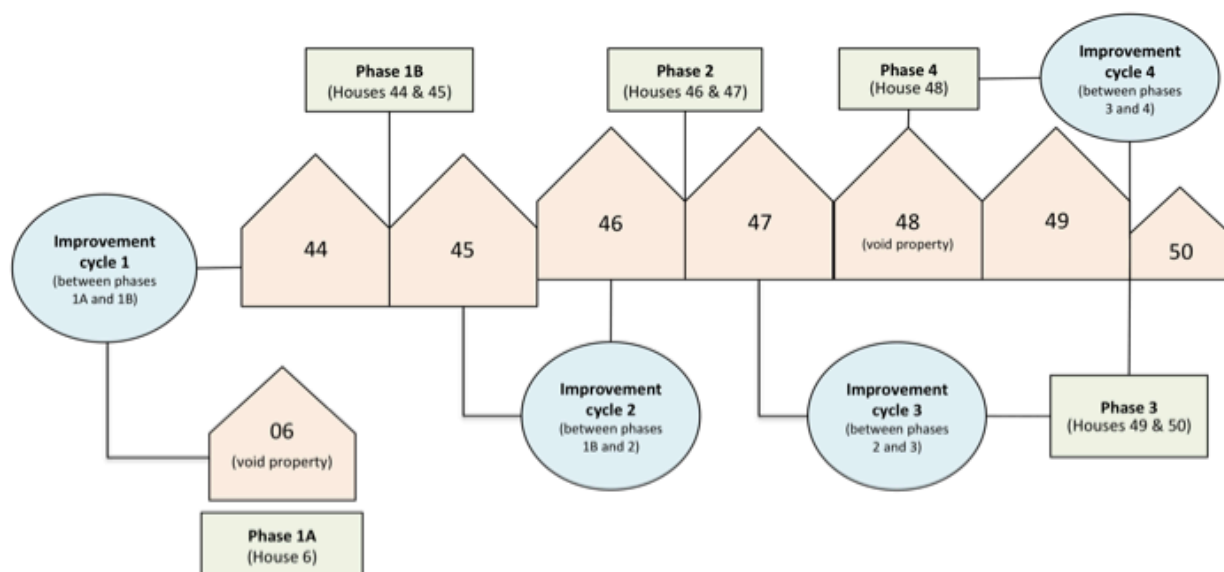 Phase 1B
(Houses 44 & 45)
Phase 2
(Houses 46 & 47)
Phase 4
(House 48)
Improvement
cycle 4
(between phases
3 and 4)
Improvement
cycle 1
(between phases
1A and 1B)
44
45
46
47
48
(void property)
49
50
Improvement
cycle 2
(between phases
1B and 2)
Improvement
cycle 3
(between phases
2 and 3)
Phase 3
(Houses 49 & 50)
06
(void property)
Phase 1A
(House 6)